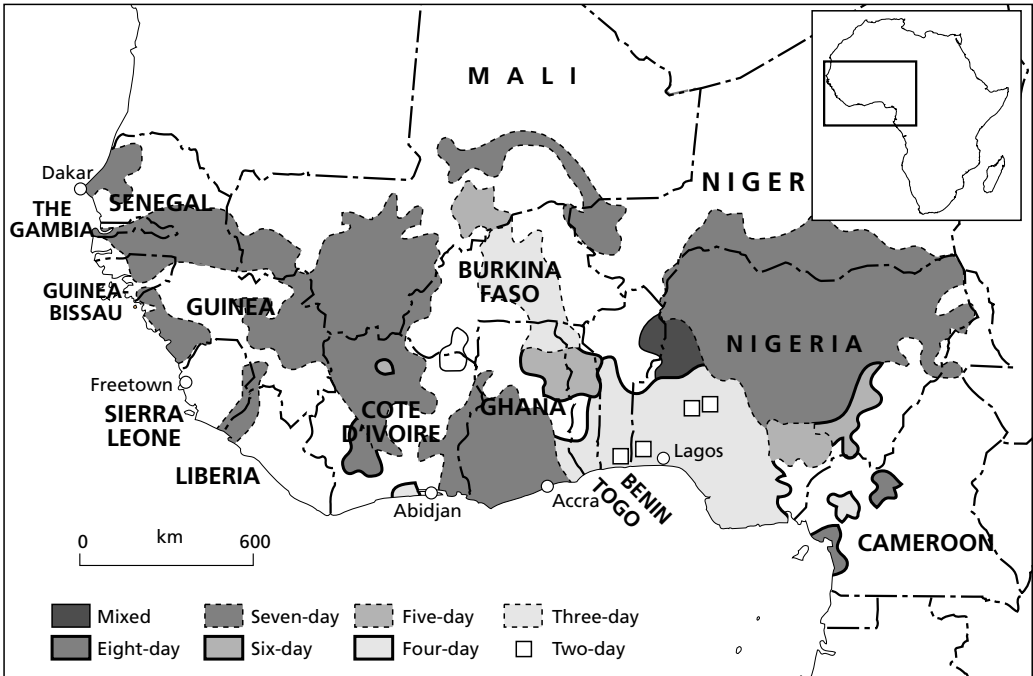 MALI
Dakar
NIGER
SENEGAL
THE
GAMBIA
BURKINA
FASO
GUINEA-
BISSAU
GUINEA
NIGERIA
Freetown
SIERRA
LEONE
COTE
D'IVOIRE
GHANA
LIBERIA
Lagos
Abidjan
Accra
BENIN
TOGO
CAMEROON
0 km 600
Mixed Seven-day Five-day Three-day
Eight-day Six-day Four-day Two-day